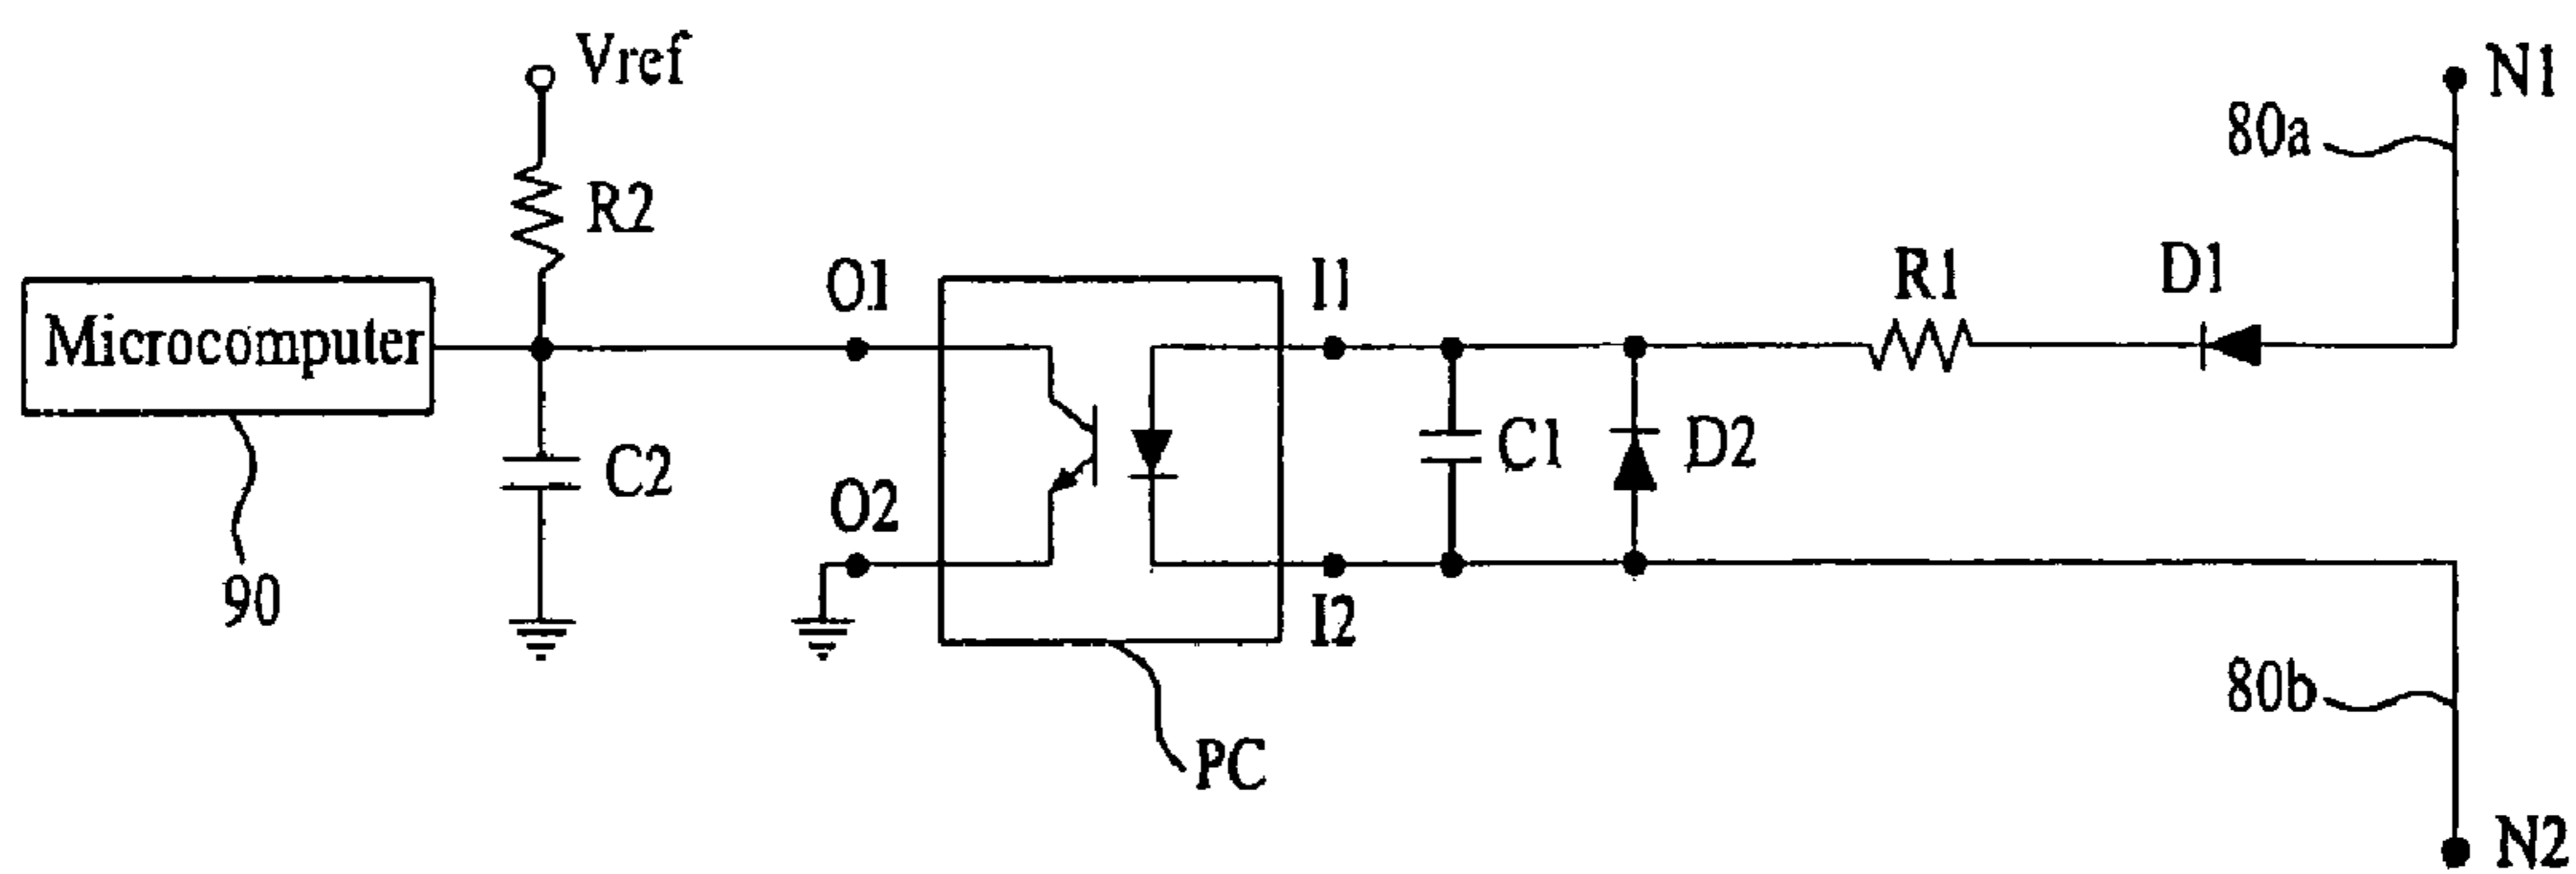 Vref
N1
80a
R2
O1
I1
R1
D1
Microcomputer
C2
C1
D2
O2
90
I2
80b
PC
N2